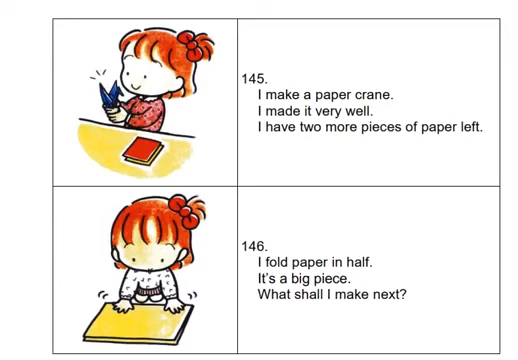 145.
I make a paper crane.
I made it very well.
I have two more pieces of paper left.
146.
I fold paper in half.
It's a big piece.
What shall I make next?